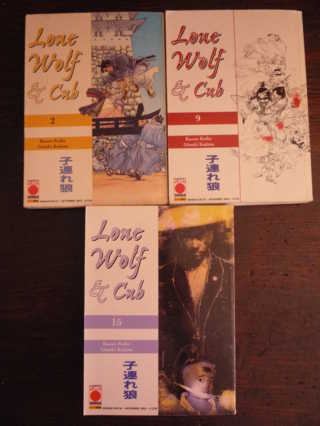 Lone
Wolf
& Cub
2
Kazuo Koike
Goseki Kojima
子連れ狼
Lone
Wolf
& Cub
9
Kazuo Koike
Goseki Kojima
子連れ狼
Lone
Wolf
& Cub
15
Kazuo Koike
Goseki Kojima
子連れ狼